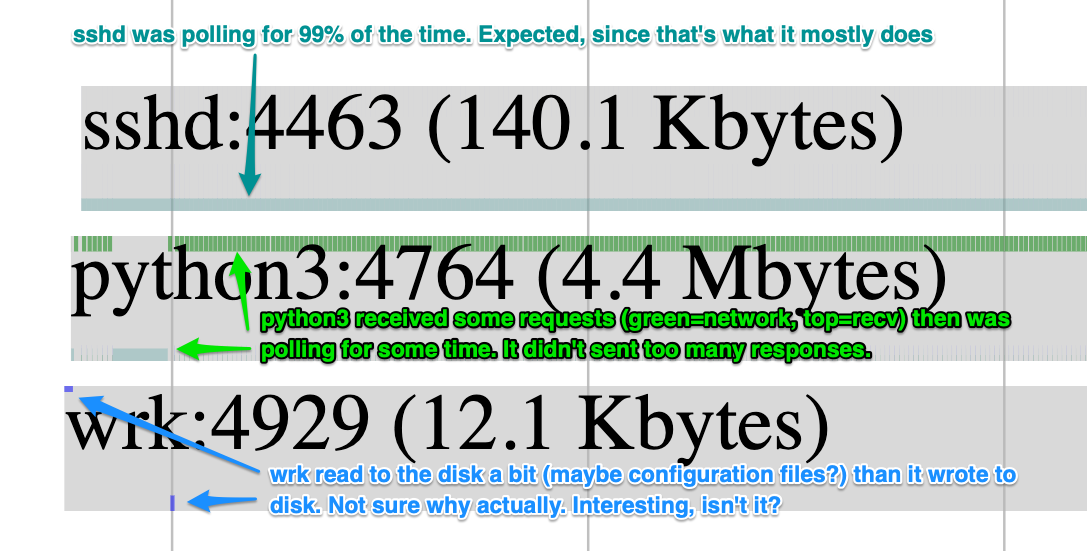 sshd was polling for 99% of the time. Expected, since that's what it mostly does
sshd:4463 (140.1 Kbytes)
python3:4764 (4.4 Mbytes)
python3 received some requests (green=network, top=recv) then was
polling for some time. It didn't sent too many responses.
wrk:4929 (12.1 Kbytes)
wrk read to the disk a bit (maybe configuration files?) than it wrote to
disk. Not sure why actually. Interesting, isn't it?